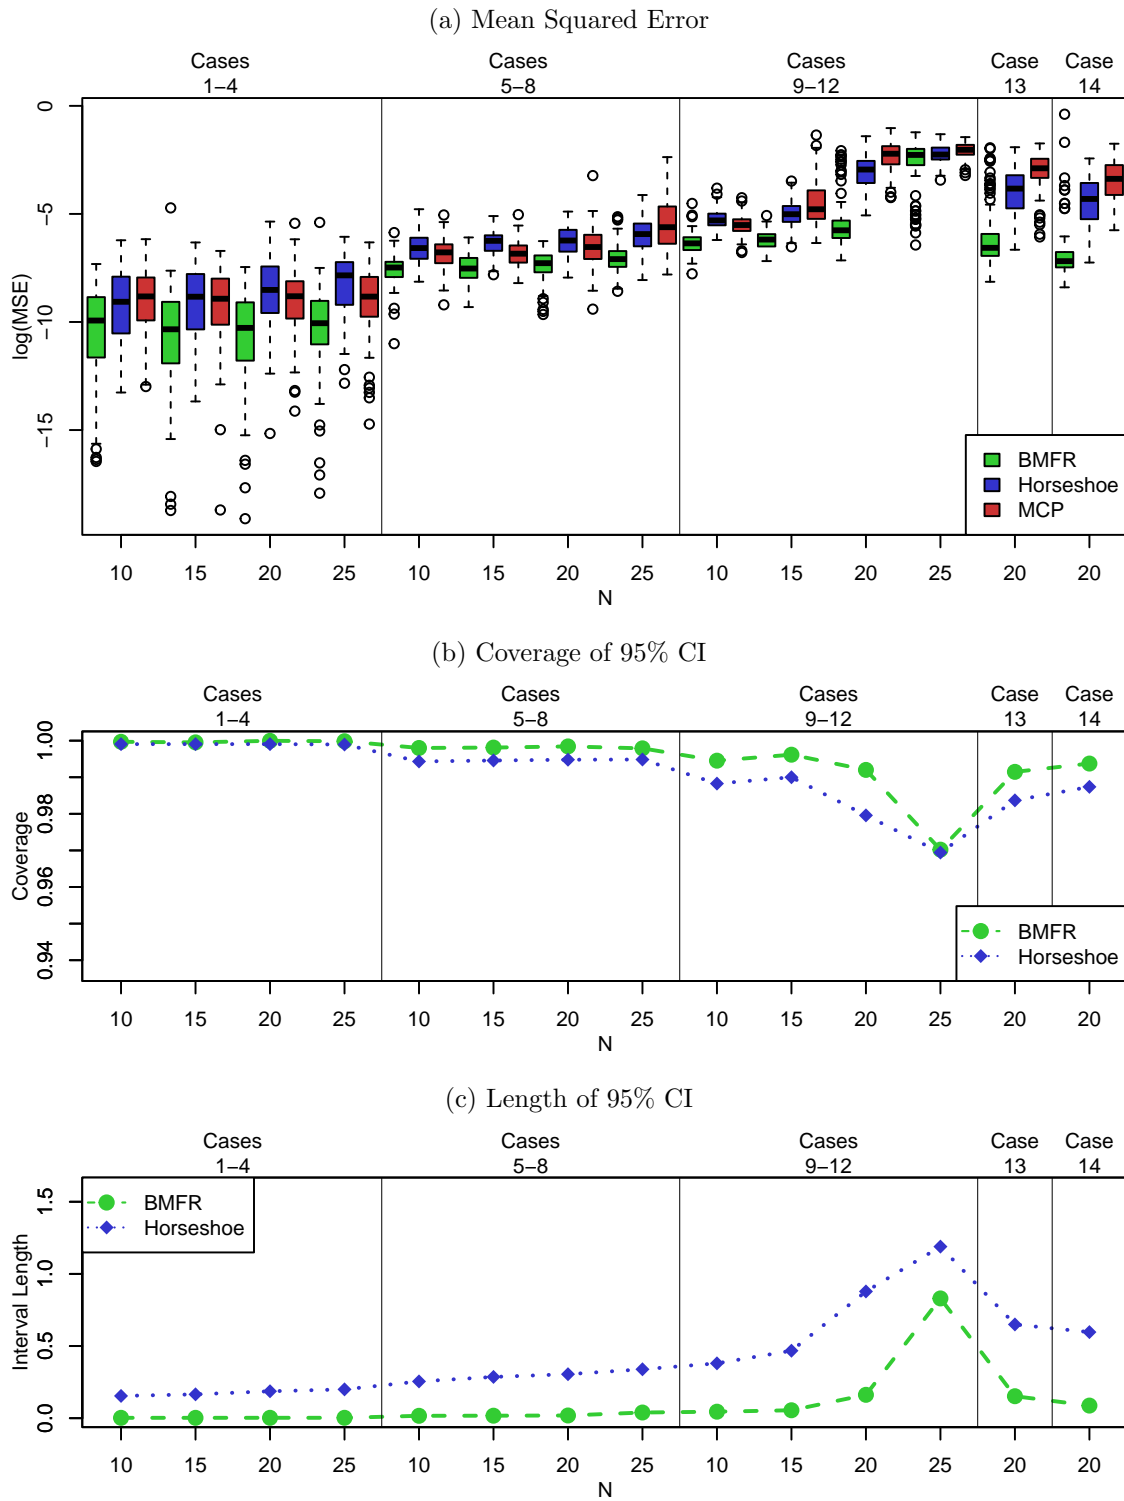 (a) Mean Squared Error
Cases Cases Cases Case Case
1−4 5−8 9−12 13 14
0
−5
−10
−15
log(MSE)
BMFR
Horseshoe
MCP
10 15 20 25 10 15 20 25 10 15 20 25 20 20
N
(b) Coverage of 95% CI
Cases Cases Cases Case Case
1−4 5−8 9−12 13 14
1.00
0.98
0.96
0.94
Coverage
BMFR
Horseshoe
10 15 20 25 10 15 20 25 10 15 20 25 20 20
N
(c) Length of 95% CI
Cases Cases Cases Case Case
1−4 5−8 9−12 13 14
BMFR
Horseshoe
1.5
1.0
0.5
0.0
Interval Length
10 15 20 25 10 15 20 25 10 15 20 25 20 20
N